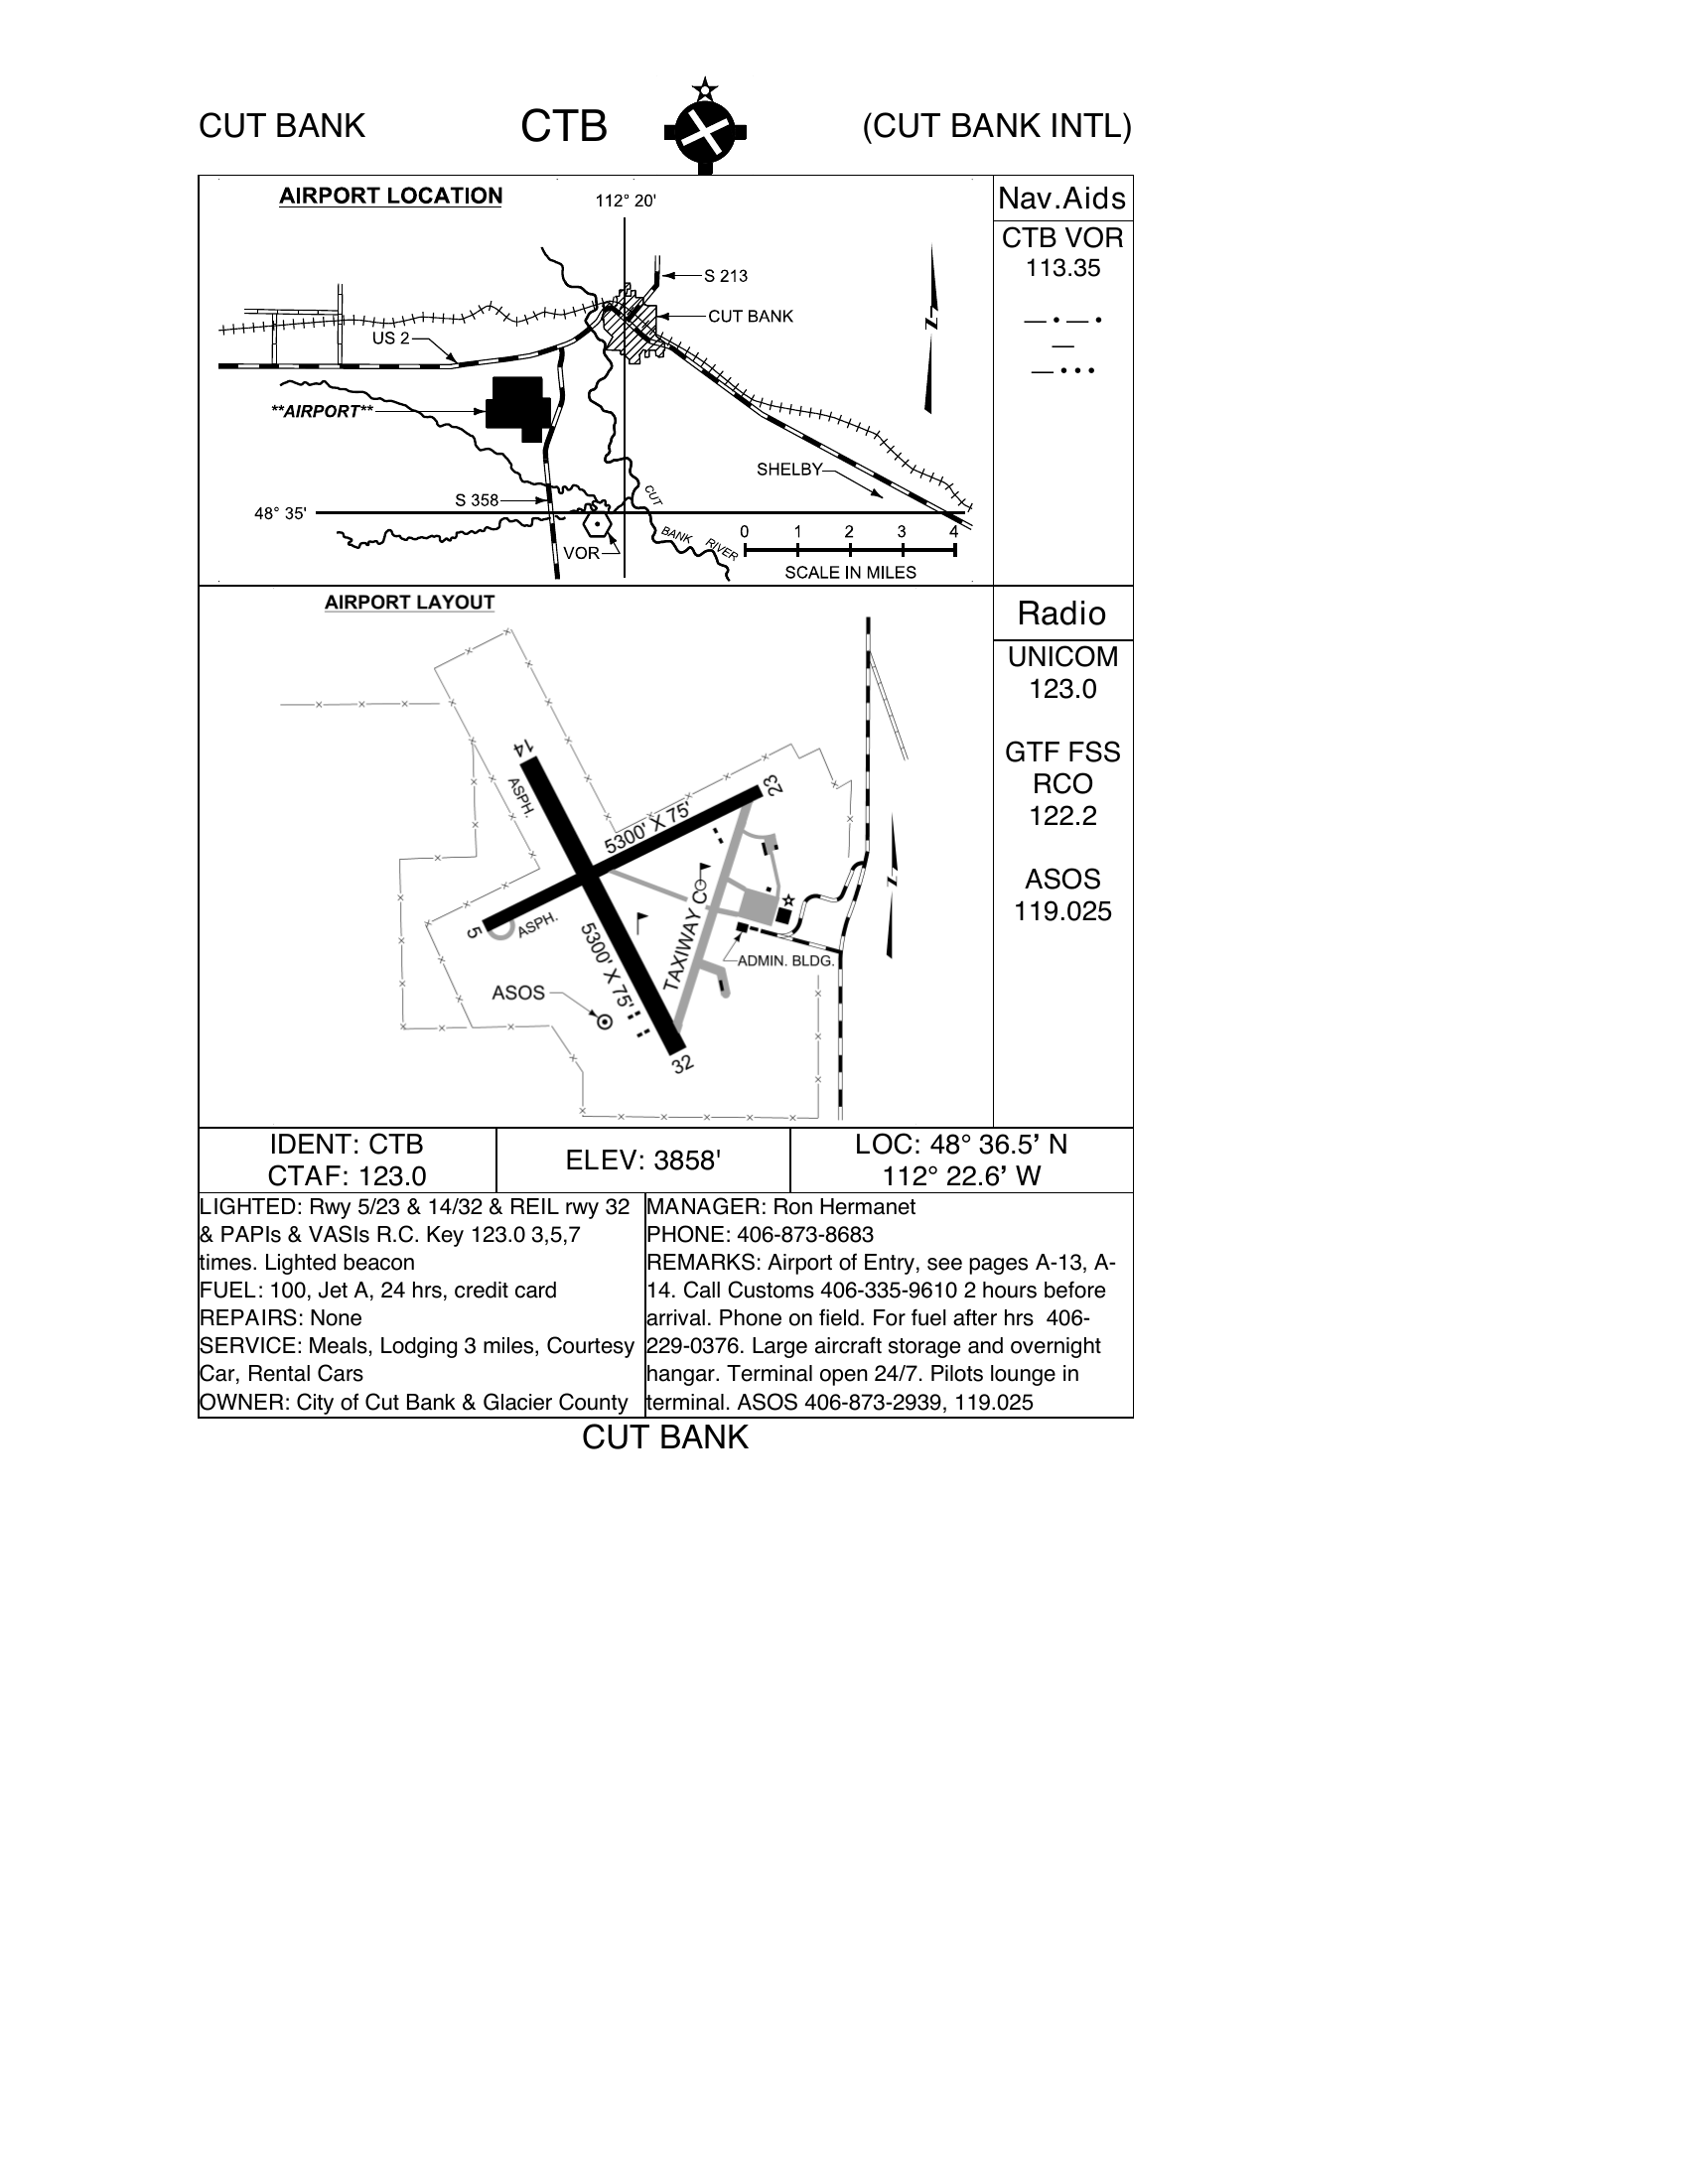 CUT BANK CTB (CUT BANK INTL)
AIRPORT LOCATION
112° 20'
S 213
CUT BANK
US 2
**AIRPORT**
N
SHELBY
S 358
48° 35'
CUT
BANK
RIVER
VOR
0 1 2 3 4
SCALE IN MILES
Nav.Aids
CTB VOR
113.35
— • — •
—
— • • •
AIRPORT LAYOUT
14
ASPH.
23
5300' X 75'
5
ASPH.
5300' X 75'
TAXIWAY C
N
ADMIN. BLDG.
ASOS
32
Radio
UNICOM
123.0
GTF FSS
RCO
122.2
ASOS
119.025
IDENT: CTB
CTAF: 123.0
ELEV: 3858'
LOC: 48° 36.5’ N
112° 22.6’ W
LIGHTED: Rwy 5/23 & 14/32 & REIL rwy 32
& PAPIs & VASIs R.C. Key 123.0 3,5,7
times. Lighted beacon
FUEL: 100, Jet A, 24 hrs, credit card
REPAIRS: None
SERVICE: Meals, Lodging 3 miles, Courtesy
Car, Rental Cars
OWNER: City of Cut Bank & Glacier County
MANAGER: Ron Hermanet
PHONE: 406-873-8683
REMARKS: Airport of Entry, see pages A-13, A-
14. Call Customs 406-335-9610 2 hours before
arrival. Phone on field. For fuel after hrs 406-
229-0376. Large aircraft storage and overnight
hangar. Terminal open 24/7. Pilots lounge in
terminal. ASOS 406-873-2939, 119.025
CUT BANK